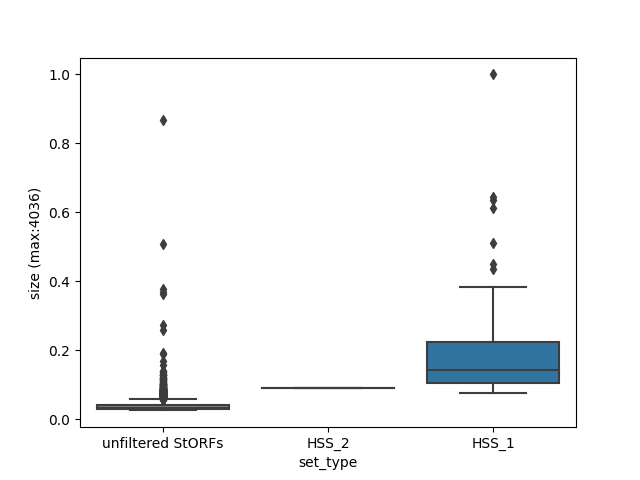 1.0
0.8
0.6
0.4
0.2
0.0
size (max:4036)
unfiltered StORFs
HSS_2
HSS_1
set_type